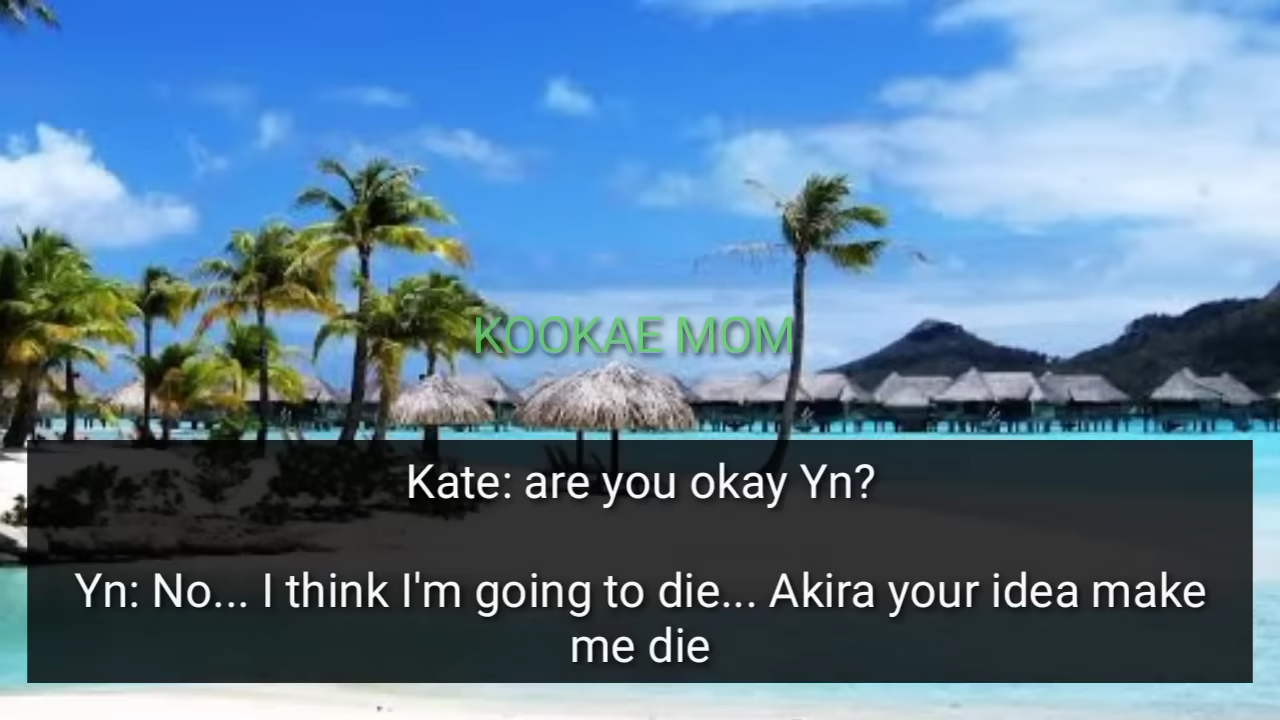 KOOKAE MOM
Kate: are you okay Yn?
Yn: No... I think I'm going to die... Akira your idea make
me die